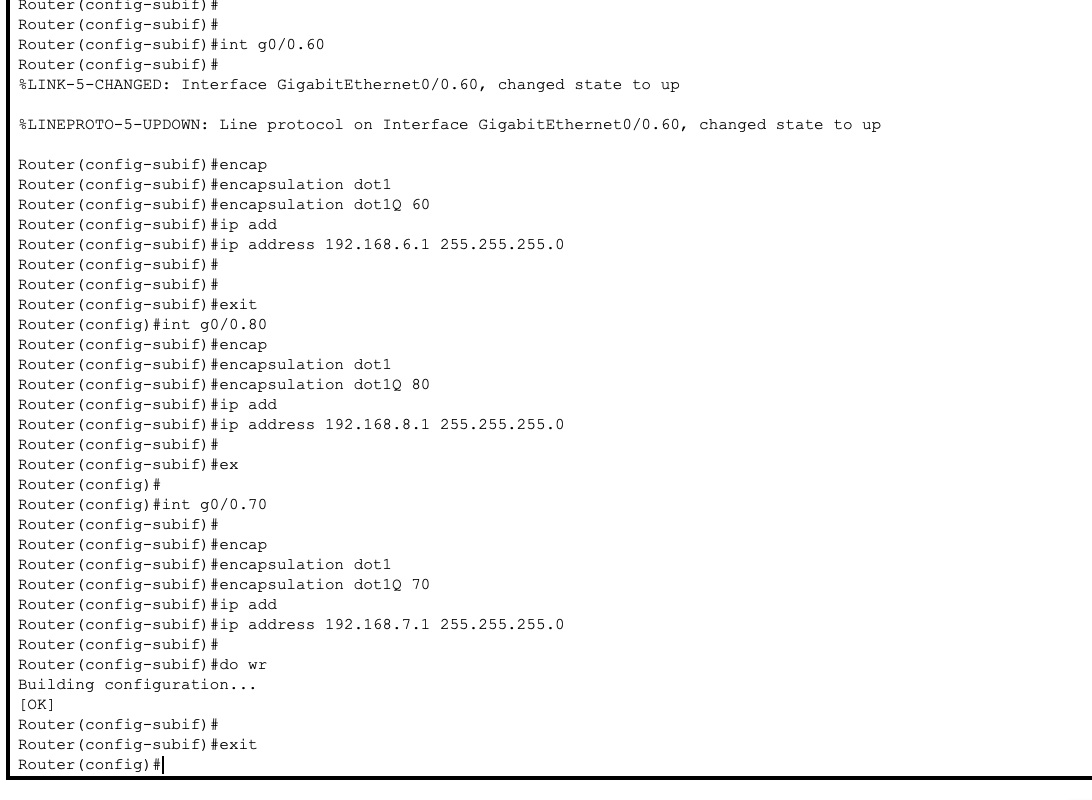 Router(config-subif)#
Router(config-subif)#
Router(config-subif)#int g0/0.60
Router(config-subif)#
%LINK-5-CHANGED: Interface GigabitEthernet0/0.60, changed state to up
%LINEPROTO-5-UPDOWN: Line protocol on Interface GigabitEthernet0/0.60, changed state to up
Router(config-subif)#encap
Router(config-subif)#encapsulation dot1
Router(config-subif)#encapsulation dot1Q 60
Router(config-subif)#ip add
Router(config-subif)#ip address 192.168.6.1 255.255.255.0
Router(config-subif)#
Router(config-subif)#
Router(config-subif)#exit
Router(config)#int g0/0.80
Router(config-subif)#encap
Router(config-subif)#encapsulation dot1
Router(config-subif)#encapsulation dot1Q 80
Router(config-subif)#ip add
Router(config-subif)#ip address 192.168.8.1 255.255.255.0
Router(config-subif)#
Router(config-subif)#ex
Router(config)#
Router(config)#int g0/0.70
Router(config-subif)#
Router(config-subif)#encap
Router(config-subif)#encapsulation dot1
Router(config-subif)#encapsulation dot1Q 70
Router(config-subif)#ip add
Router(config-subif)#ip address 192.168.7.1 255.255.255.0
Router(config-subif)#
Router(config-subif)#do wr
Building configuration...
[OK]
Router(config-subif)#
Router(config-subif)#exit
Router(config)#